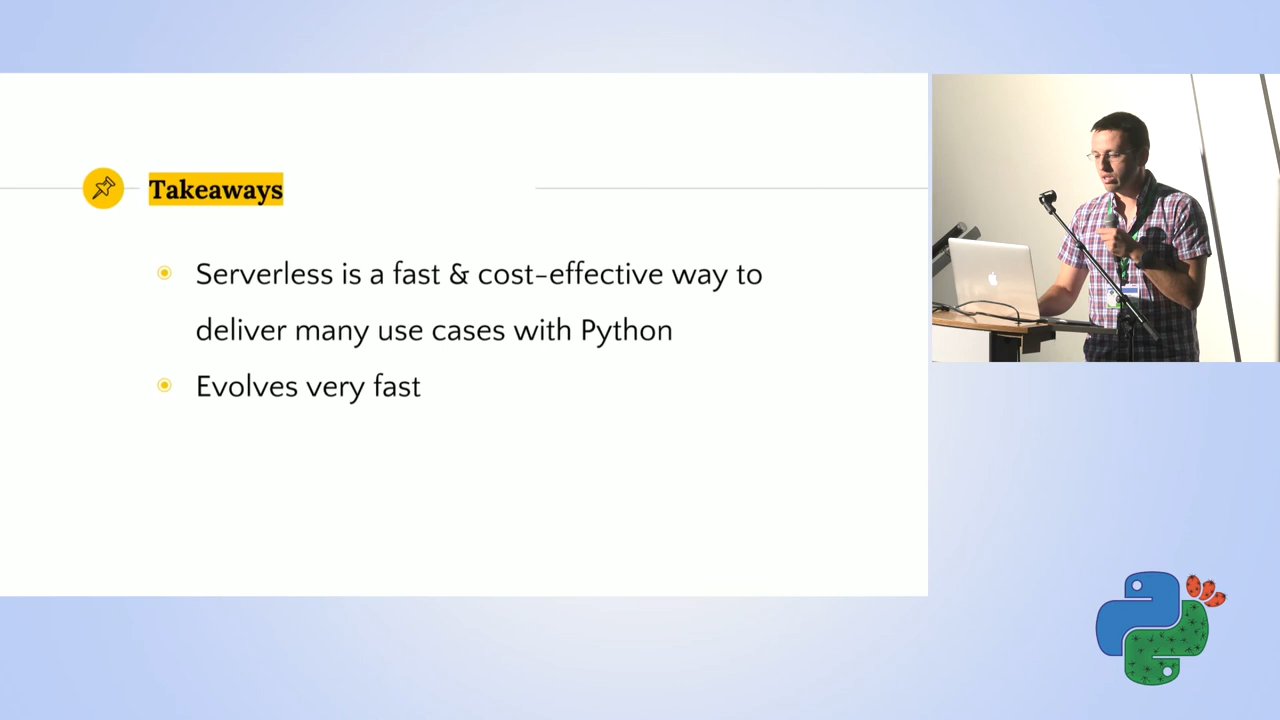 Takeaways
Serverless is a fast & cost-effective way to
deliver many use cases with Python
Evolves very fast